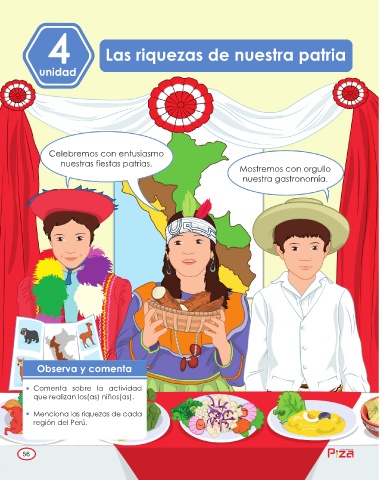 4
unidad
Las riquezas de nuestra patria
Celebremos con entusiasmo
nuestras fiestas patrias.
Mostremos con orgullo
nuestra gastronomía.
Observa y comenta
• Comenta sobre la actividad
que realizan los(as) niños(as).
• Menciona las riquezas de cada
región del Perú.
56
Piza